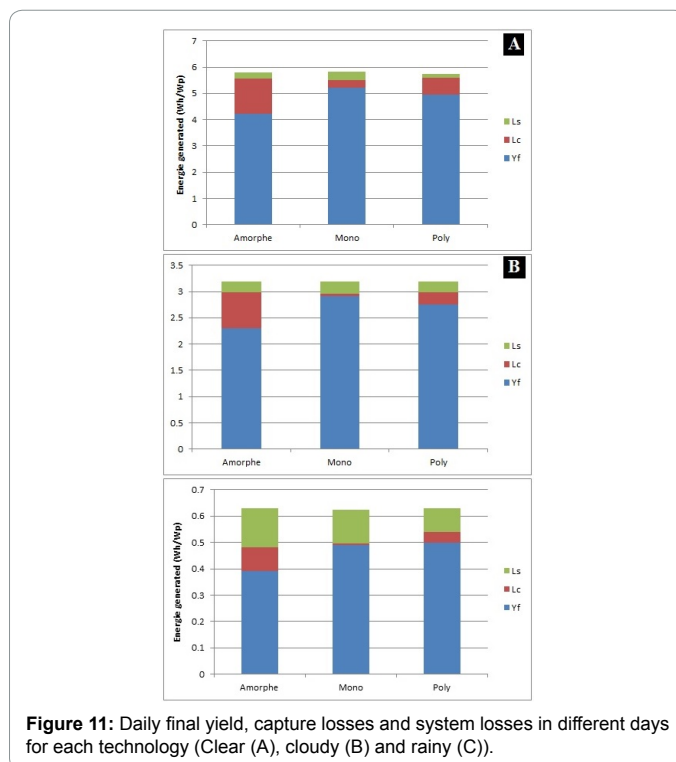 A
7
6
5
4
3
2
1
0
Energie generated (Wh/Wp)
Amorphe Mono Poly
Ls
Lc
Yf
B
3.5
3
2.5
2
1.5
1
0.5
0
Amorphe Mono Poly
Ls
Lc
Yf
0.7
0.6
0.5
0.4
0.3
0.2
0.1
0
Energie generated (Wh/Wp)
Amorphe Mono Poly
Ls
Lc
Yf
Figure 11: Daily final yield, capture losses and system losses in different days
for each technology (Clear (A), cloudy (B) and rainy (C)).